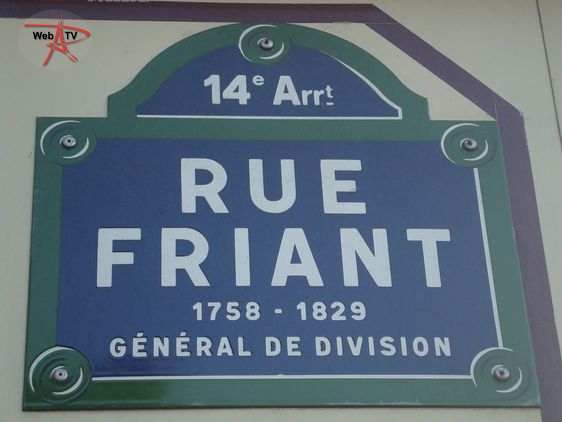 Web TV
14e Arrt
RUE
FRIANT
1758 - 1829
GÉNÉRAL DE DIVISION